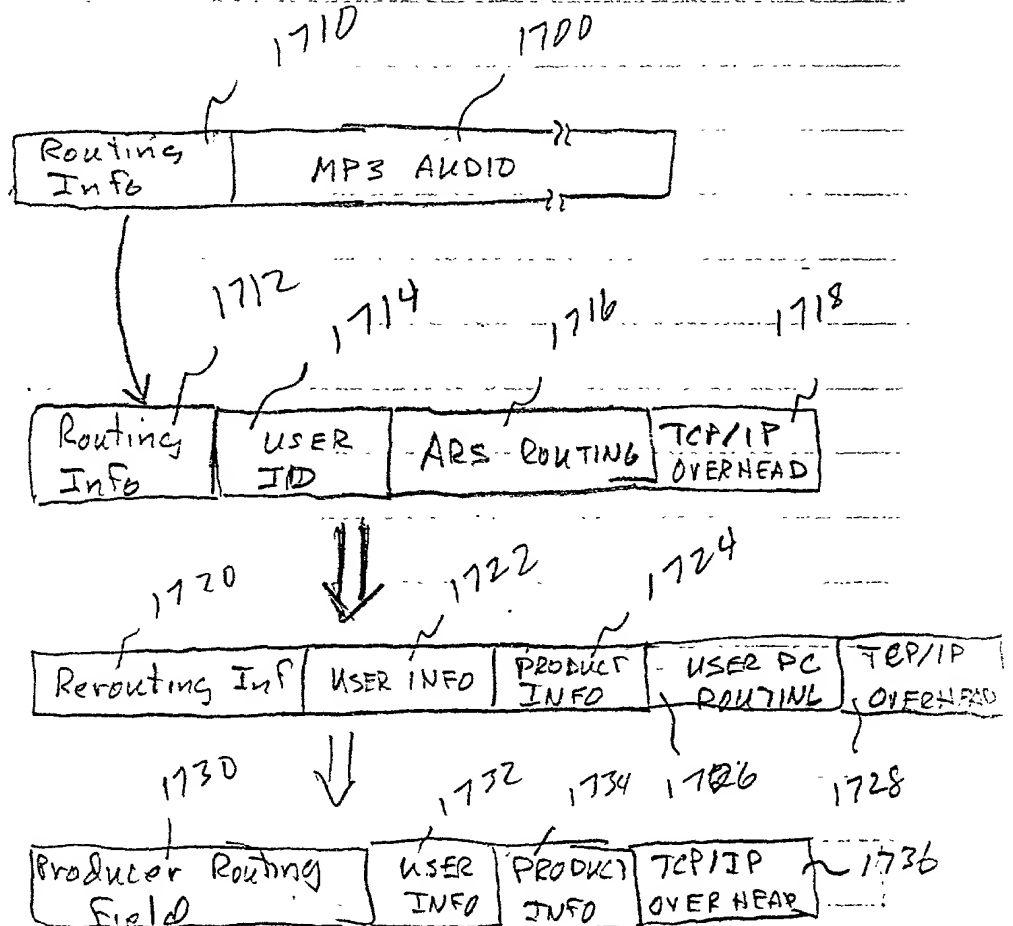 1710 1700
Routing Info MP3 AUDIO
1712 1714 1716 1718
Routing Info USER ID ARS ROUTING TCP/IP OVERHEAD
1720 1722 1724
Rerouting Inf USER INFO PRODUCT INFO USER PC ROUTING TCP/IP OVERHEAD
1730 1732 1734 1726 1728
Producer Routing Field USER INFO PRODUCT INFO TCP/IP OVERHEAD 1736